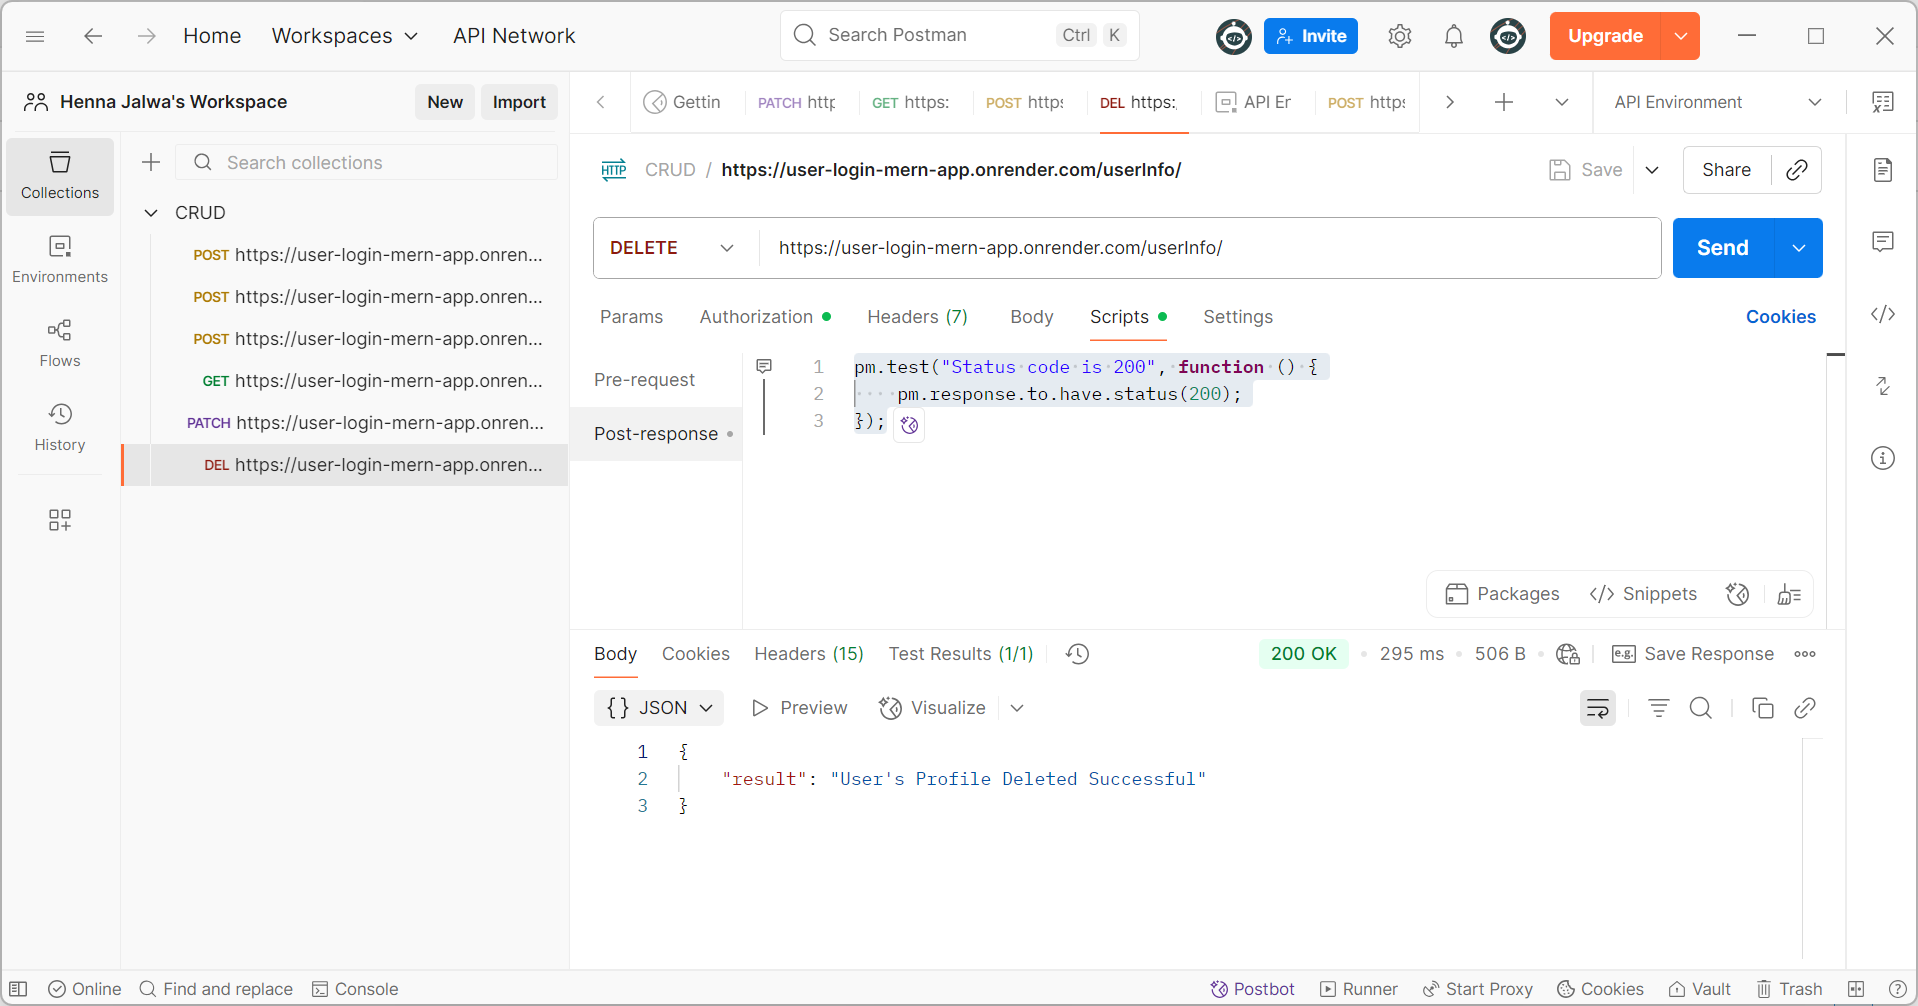 Home Workspaces API Network Search Postman Ctrl K Invite Upgrade
Henna Jalwa's Workspace New Import
Gettin PATCH http GET https: POST https DEL https: API Er POST https API Environment
Collections
Environments
Flows
History
Search collections
CRUD
POST https://user-login-mern-app.onren...
POST https://user-login-mern-app.onren...
POST https://user-login-mern-app.onren...
GET https://user-login-mern-app.onren...
PATCH https://user-login-mern-app.onren...
DEL https://user-login-mern-app.onren...
HTTP CRUD / https://user-login-mern-app.onrender.com/userInfo/ Save Share
DELETE https://user-login-mern-app.onrender.com/userInfo/ Send
Params Authorization Headers (7) Body Scripts Settings Cookies
Pre-request
Post-response
1 pm.test("Status code is 200", function () {
2 pm.response.to.have.status(200);
3 });
Packages </> Snippets
Body Cookies Headers (15) Test Results (1/1) 200 OK • 295 ms • 506 B e.g. Save Response
{} JSON Preview Visualize
1 {
2 "result": "User's Profile Deleted Successful"
3 }
Online Find and replace Console Postbot Runner Start Proxy Cookies Vault Trash